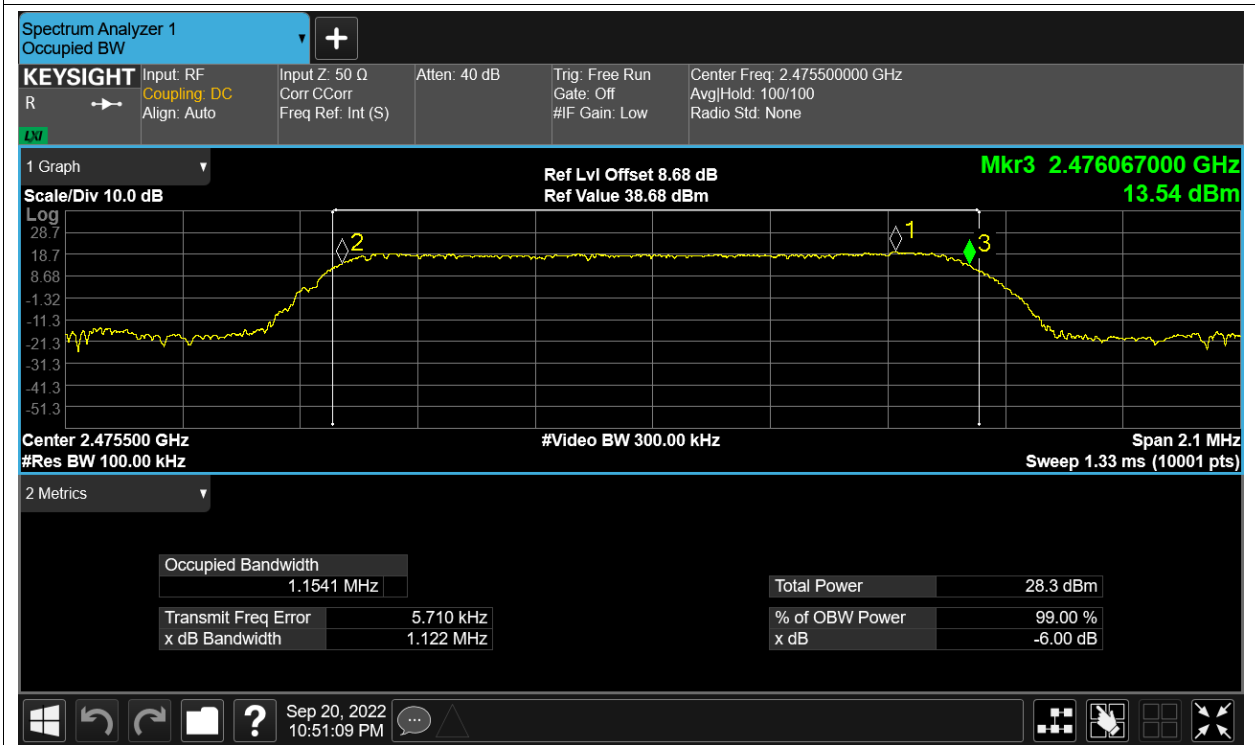 Spectrum Analyzer 1
Occupied BW
KEYSIGHT
R
LXI
Input: RF
Coupling: DC
Align: Auto
Input Z: 50 Ω
Corr CCorr
Freq Ref: Int (S)
Atten: 40 dB
Trig: Free Run
Gate: Off
#IF Gain: Low
Center Freq: 2.475500000 GHz
Avg|Hold: 100/100
Radio Std: None
1 Graph
Scale/Div 10.0 dB
Ref Lvl Offset 8.68 dB
Ref Value 38.68 dBm
Mkr3 2.476067000 GHz
13.54 dBm
Log
28.7
18.7
8.68
-1.32
-11.3
-21.3
-31.3
-41.3
-51.3
2
1
3
Center 2.475500 GHz
#Res BW 100.00 kHz
#Video BW 300.00 kHz
Span 2.1 MHz
Sweep 1.33 ms (10001 pts)
2 Metrics
Occupied Bandwidth
1.1541 MHz
Transmit Freq Error 5.710 kHz
x dB Bandwidth 1.122 MHz
Total Power 28.3 dBm
% of OBW Power 99.00 %
x dB -6.00 dB
?
Sep 20, 2022
10:51:09 PM